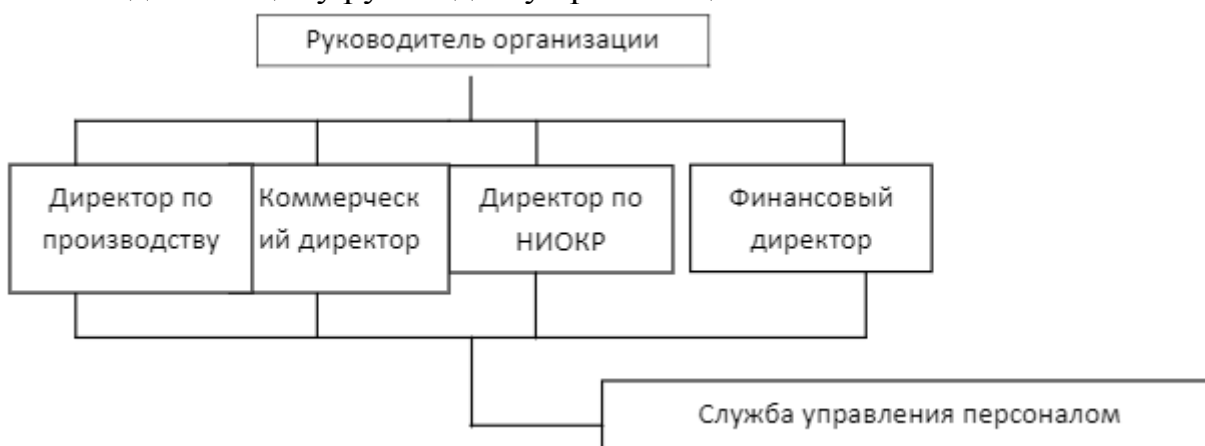 Руководитель организации
Директор по
производству
Коммерческ
ий директор
Директор по
НИОКР
Финансовый
директор
Служба управления персоналом